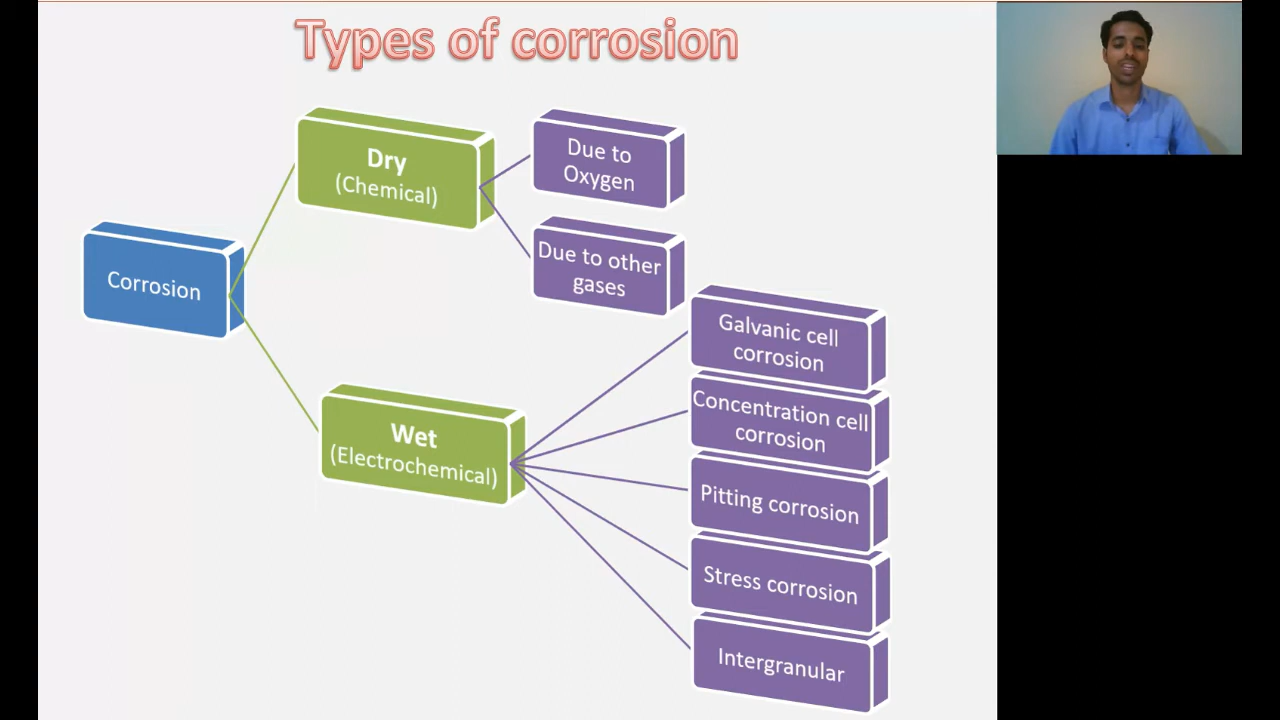 Types of corrosion
Corrosion
Dry
(Chemical)
Due to
Oxygen
Due to other
gases
Wet
(Electrochemical)
Galvanic cell
corrosion
Concentration cell
corrosion
Pitting corrosion
Stress corrosion
Intergranular